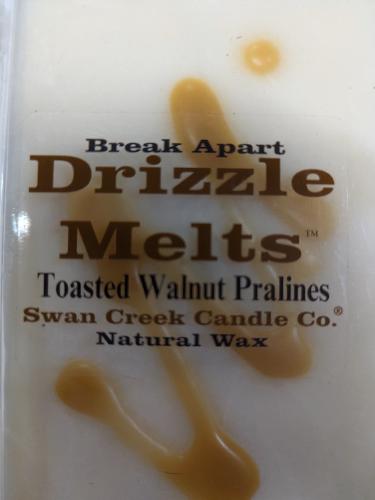 Break Apart
Drizzle
Melts™
Toasted Walnut Pralines
Swan Creek Candle Co.®
Natural Wax